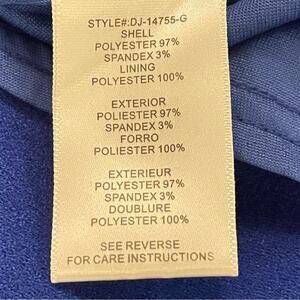 STYLE#:DJ-14755-G
SHELL
POLYESTER 97%
SPANDEX 3%
LINING
POLYESTER 100%
EXTERIOR
POLIESTER 97%
SPANDEX 3%
FORRO
POLIESTER 100%
EXTERIEUR
POLYESTER 97%
SPANDEX 3%
DOUBLURE
POLYESTER 100%
SEE REVERSE
FOR CARE INSTRUCTIONS